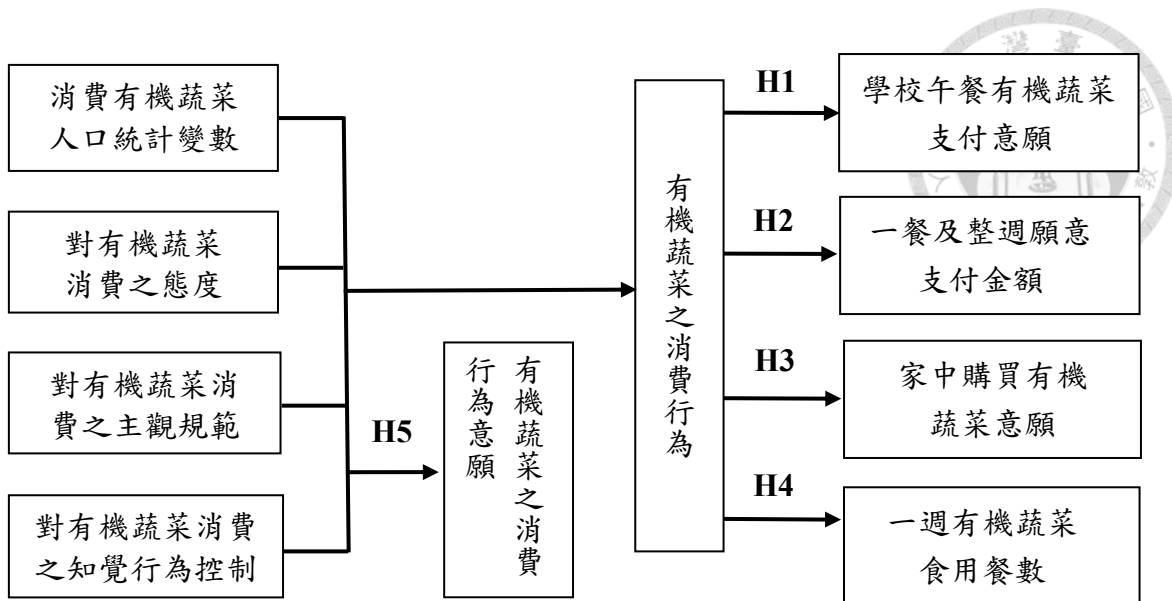 消費有機蔬菜
人口統計變數
對有機蔬菜
消費之態度
對有機蔬菜消
費之主觀規範
對有機蔬菜消費
之知覺行為控制
H5
有機蔬菜之消費
行為意願
有機蔬菜之消費行為
H1
學校午餐有機蔬菜
支付意願
H2
一餐及整週願意
支付金額
H3
家中購買有機
蔬菜意願
H4
一週有機蔬菜
食用餐數
灣臺
國
教
人